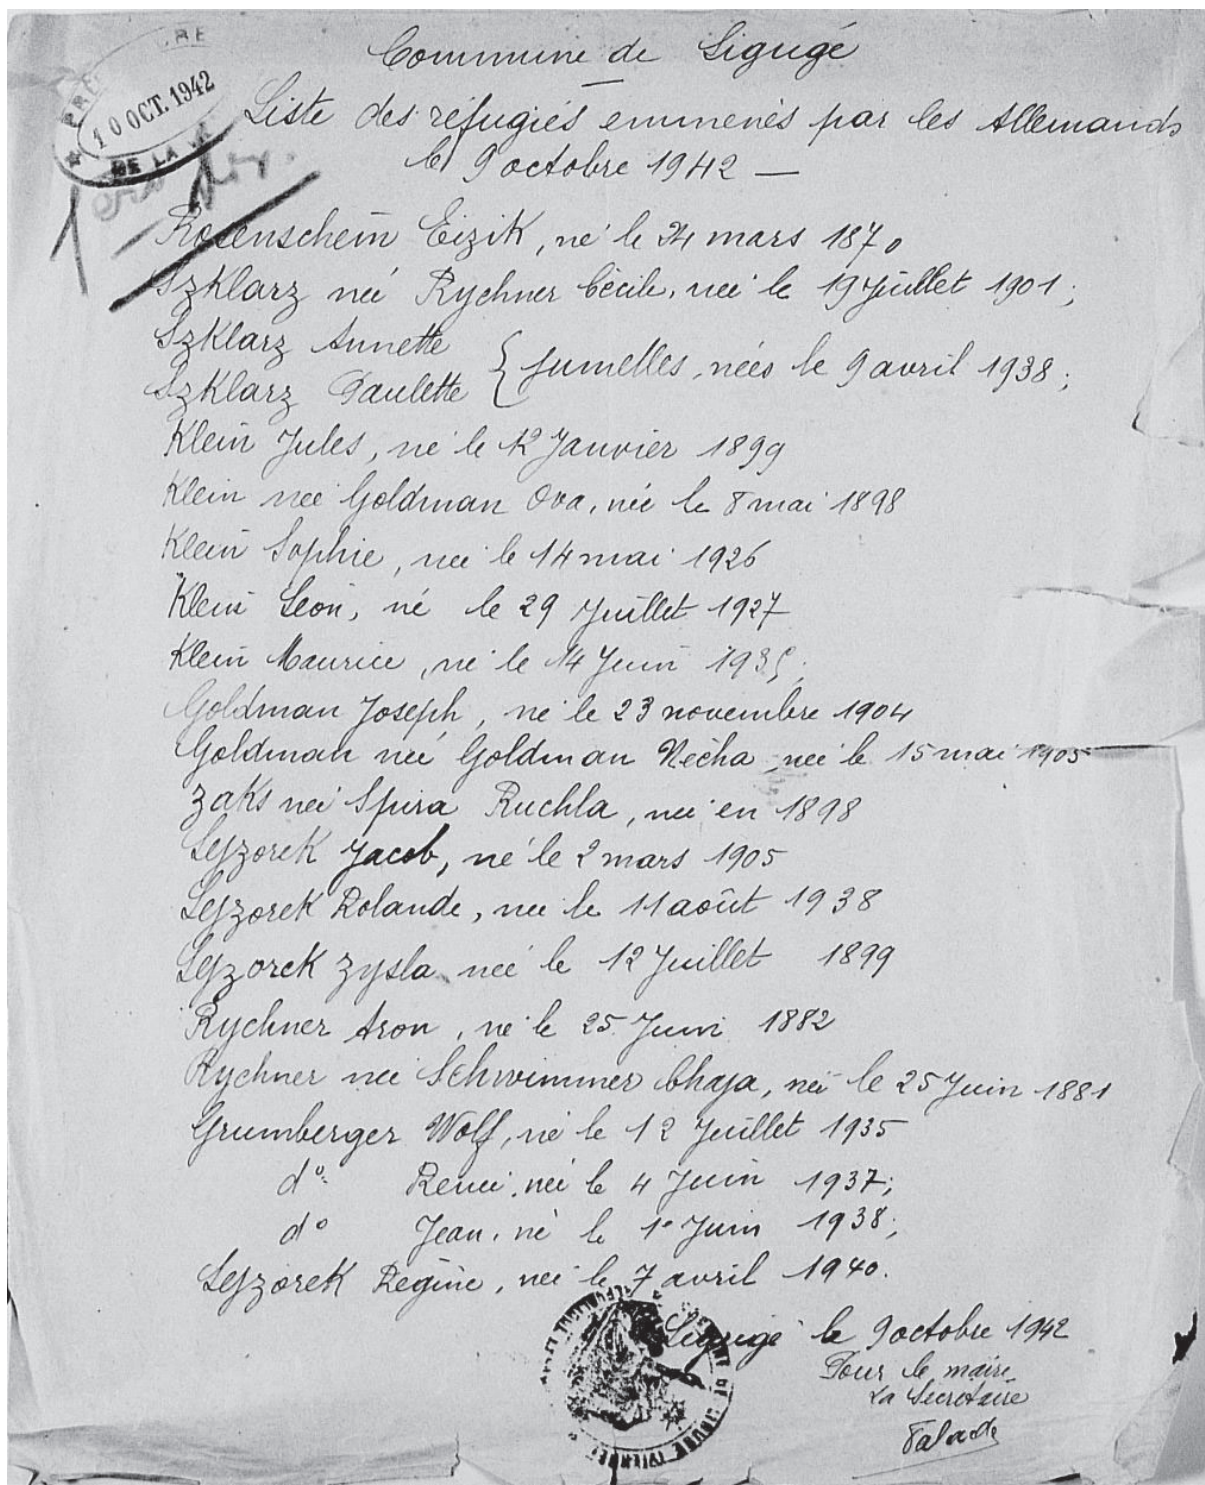 Commune de Ligugé
Liste des réfugiés emmenés par les Allemands
le 9 octobre 1942 —
10 OCT. 1942
DE LA
Rosenschein Eizik, né le 24 mars 1870
Szklarz née Rychner Cécile, née le 19 Juillet 1901;
Szklarz Annette
{ jumelles, nées le 9 avril 1938;
Szklarz Paulette
Klein Jules, né le 12 Janvier 1899
Klein née Goldman Ova, née le 8 mai 1898
Klein Sophie, née le 14 mai 1926
Klein Léon, né le 29 Juillet 1927
Klein Maurice, né le 14 Juin 1935;
Goldman Joseph, né le 23 novembre 1904
Goldman née Goldman Nécha, née le 15 mai 1905
Zaks née Spira Ruchla, née en 1898
Lejzorek Jacob, né le 2 mars 1905
Lejzorek Rolande, née le 11 août 1938
Lejzorek Zysla née le 12 Juillet 1899
Rychner Aron, né le 25 Juin 1882
Rychner née Schwimmer Chaja, née le 25 Juin 1881
Grumberger Wolf, né le 12 Juillet 1935
d° Renée, née le 4 Juin 1937;
d° Jean, né le 1° Juin 1938;
Lejzorek Régine, née le 7 avril 1940.
Ligugé le 9 octobre 1942
Pour le maire
La Secrétaire